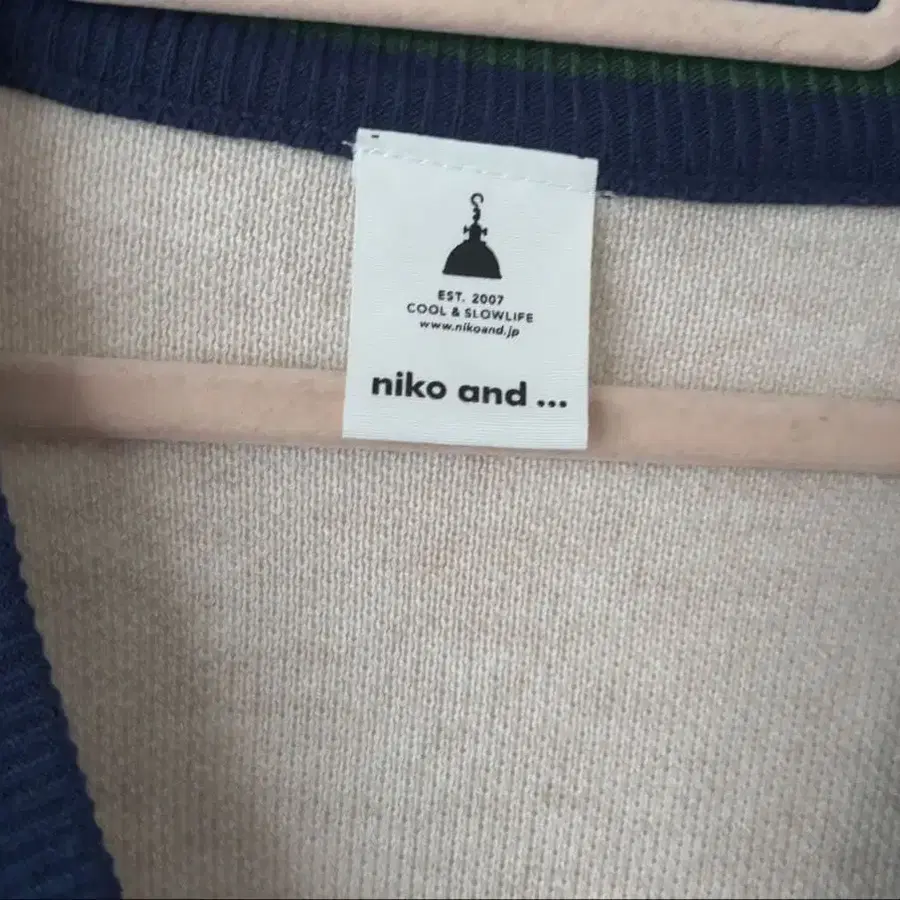 EST. 2007
COOL & SLOWLIFE
www.nikoand.jp
niko and ...